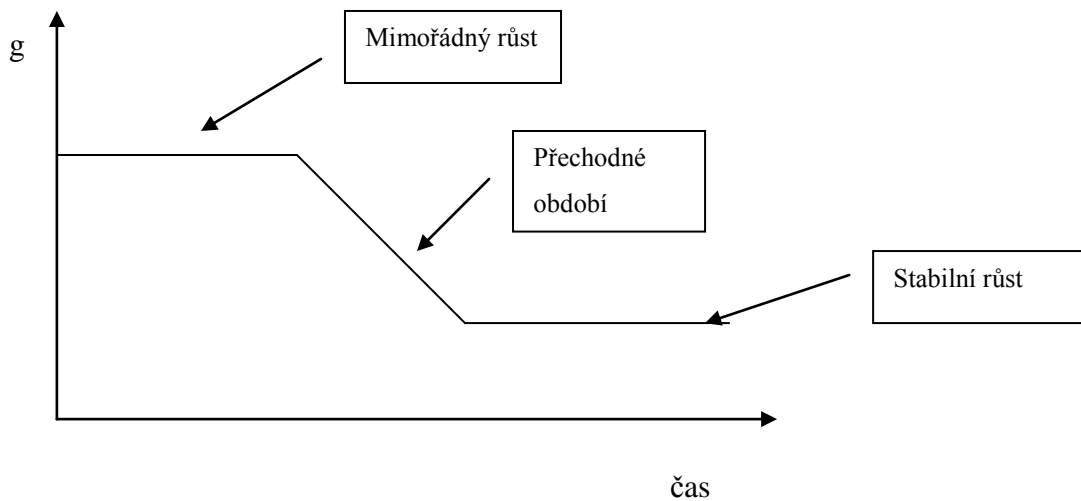 g
Mimořádný růst
Přechodné
období
Stabilní růst
čas